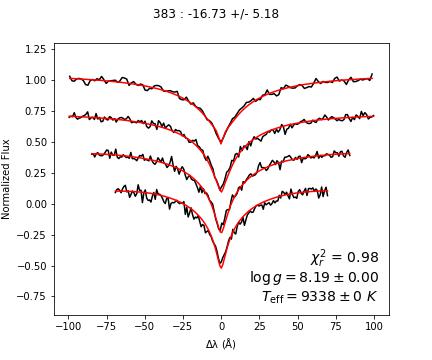 383 : -16.73 +/- 5.18
1.25
1.00
0.75
0.50
0.25
0.00
−0.25
−0.50
−0.75
Normalized Flux
χ²ᵣ = 0.98
log g = 8.19 ± 0.00
T_eff = 9338 ± 0 K
−100 −75 −50 −25 0 25 50 75 100
Δλ (Å)